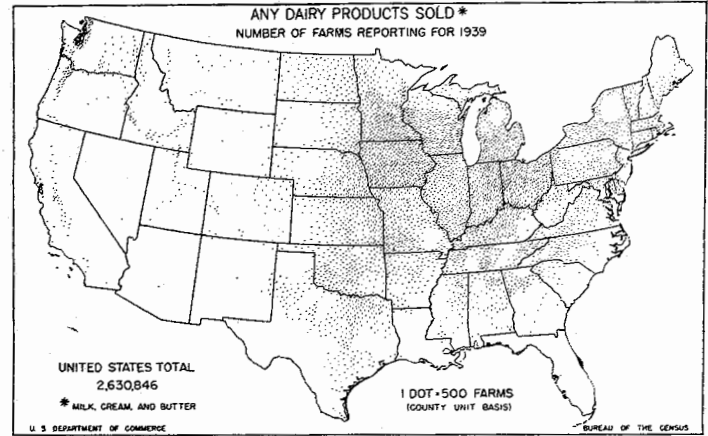 ANY DAIRY PRODUCTS SOLD*
NUMBER OF FARMS REPORTING FOR 1939
UNITED STATES TOTAL
2,630,846
* MILK, CREAM, AND BUTTER
1 DOT=500 FARMS
(COUNTY UNIT BASIS)
U. S DEPARTMENT OF COMMERCE
BUREAU OF THE CENSUS